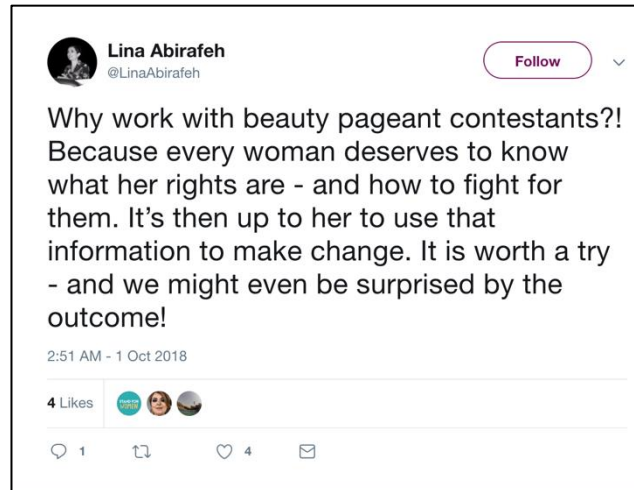 Lina Abirafeh
@LinaAbirafeh
Follow
Why work with beauty pageant contestants?!
Because every woman deserves to know
what her rights are - and how to fight for
them. It’s then up to her to use that
information to make change. It is worth a try
- and we might even be surprised by the
outcome!
2:51 AM - 1 Oct 2018
4 Likes
1
4